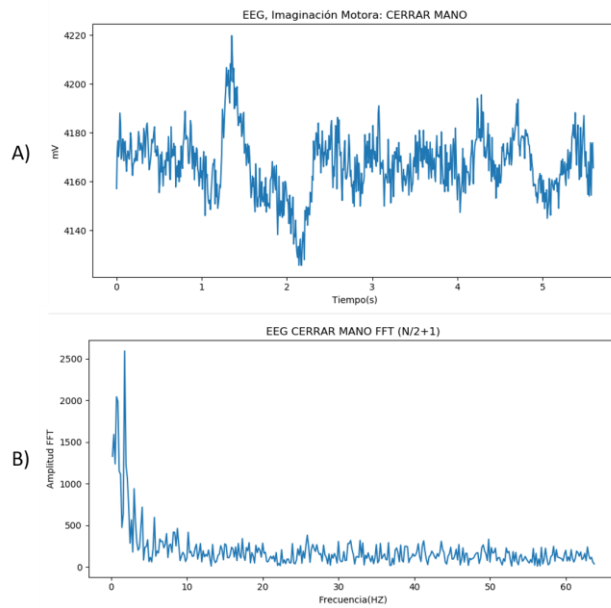 EEG, Imaginación Motora: CERRAR MANO
A)
mV
4220
4200
4180
4160
4140
0 1 2 3 4 5
Tiempo(s)
EEG CERRAR MANO FFT (N/2+1)
B)
Amplitud FFT
2500
2000
1500
1000
500
0
0 10 20 30 40 50 60
Frecuencia(HZ)